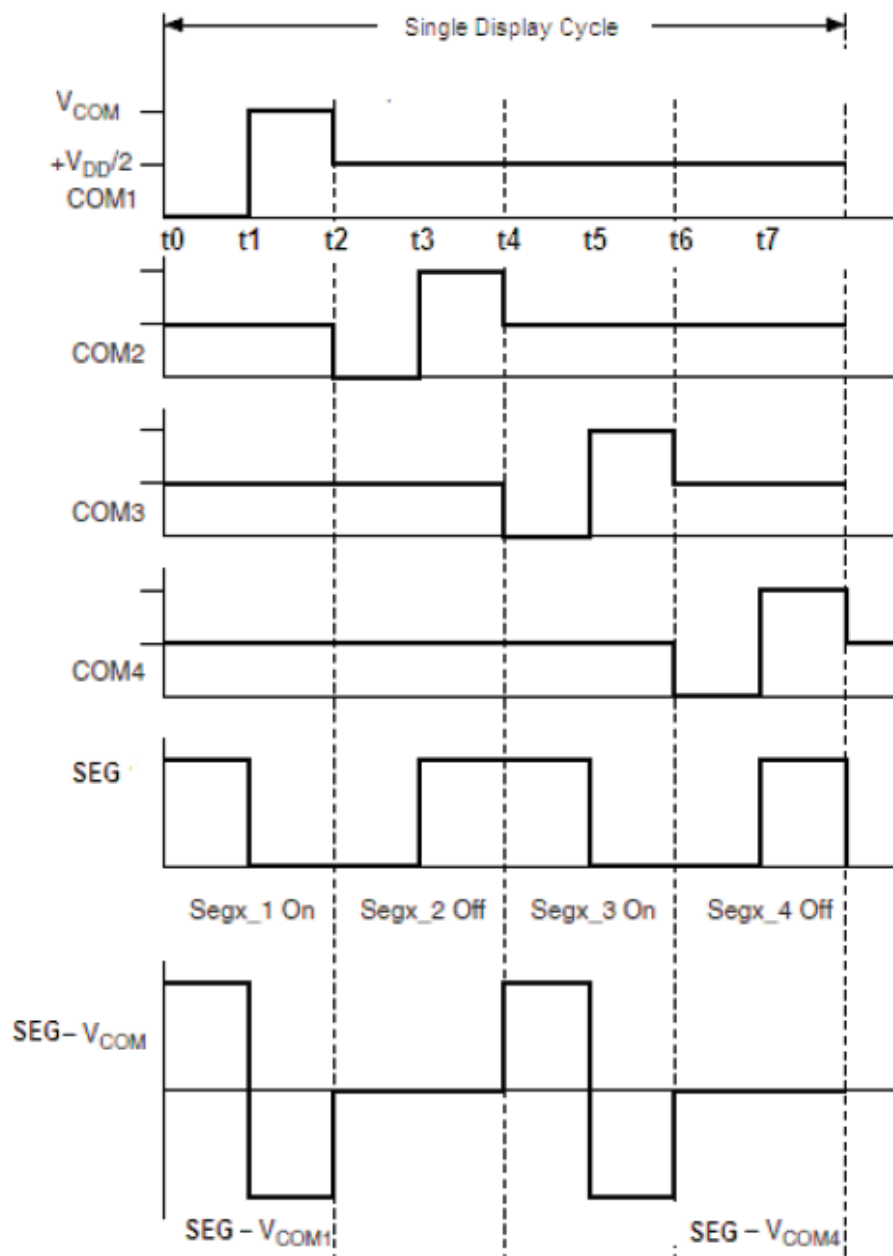 Single Display Cycle
VCOM
+VDD/2
COM1
t0 t1 t2 t3 t4 t5 t6 t7
COM2
COM3
COM4
SEG
Segx_1 On Segx_2 Off Segx_3 On Segx_4 Off
SEG – VCOM
SEG – VCOM1 SEG – VCOM4